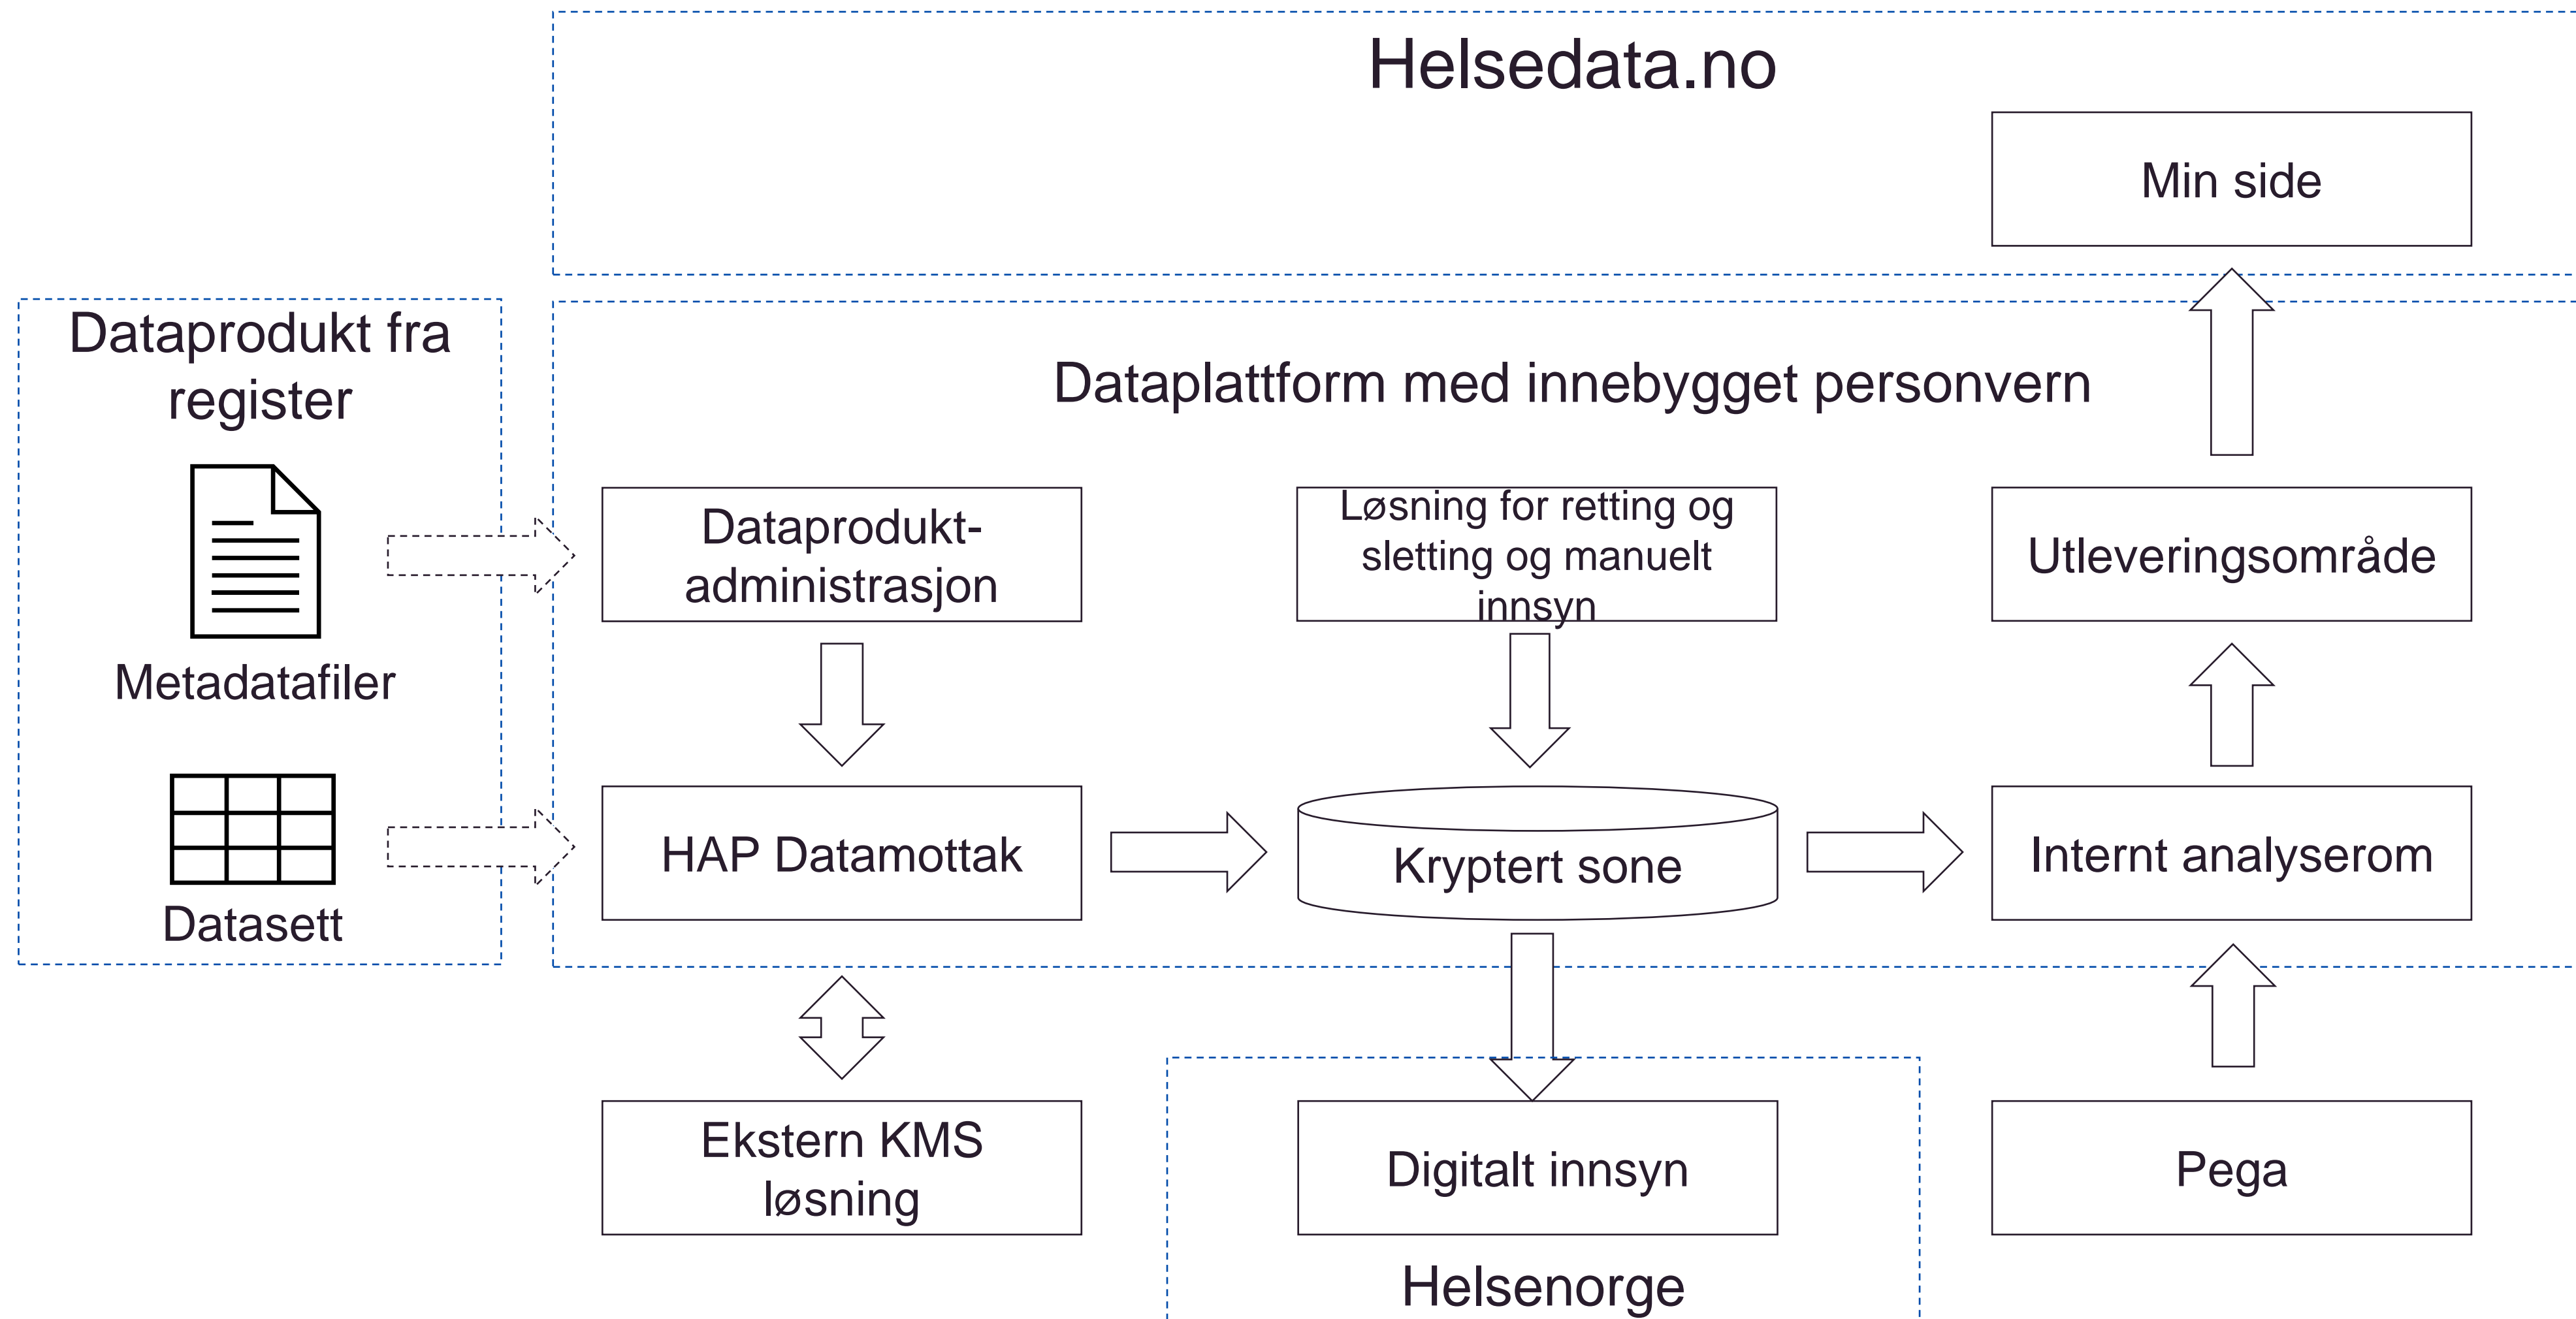 Helsedata.no
Min side
Dataprodukt fra
register
Metadatafiler
Datasett
Dataplattform med innebygget personvern
Dataprodukt-
administrasjon
Løsning for retting og
sletting og manuelt
innsyn
Utleveringsområde
HAP Datamottak
Kryptert sone
Internt analyserom
Ekstern KMS
løsning
Digitalt innsyn
Pega
Helsenorge